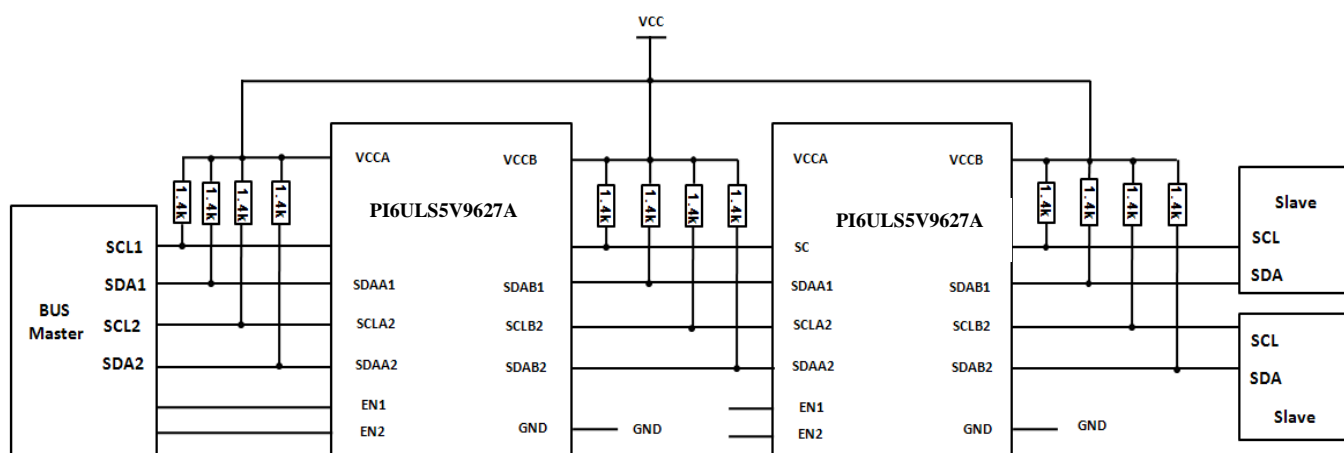 VCC
1.4k
1.4k
1.4k
1.4k
VCCA
VCCB
PI6ULS5V9627A
SDAA1
SDAB1
SCLA2
SCLB2
SDAA2
SDAB2
EN1
EN2
GND
GND
BUS
Master
SCL1
SDA1
SCL2
SDA2
1.4k
1.4k
1.4k
1.4k
VCCA
VCCB
PI6ULS5V9627A
SC
SDAA1
SDAB1
SCLA2
SCLB2
SDAA2
SDAB2
EN1
EN2
GND
GND
1.4k
1.4k
1.4k
1.4k
Slave
SCL
SDA
SCL
SDA
Slave